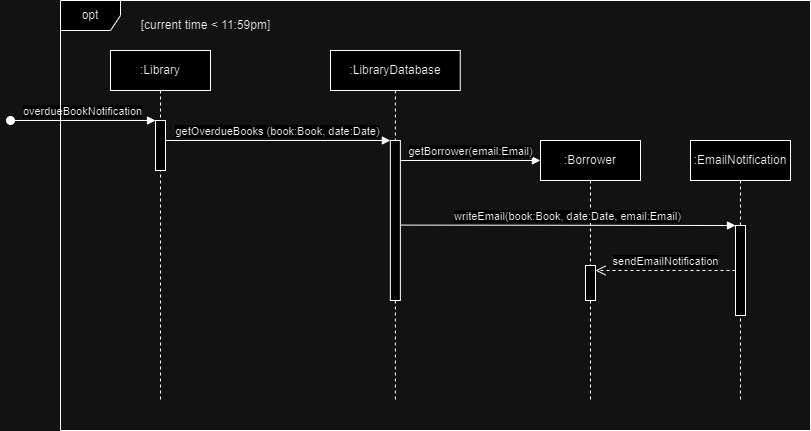 opt
[current time < 11:59pm]
:Library
:LibraryDatabase
overdueBookNotification
getOverdueBooks (book:Book, date:Date)
getBorrower(email:Email)
:Borrower
:EmailNotification
writeEmail(book:Book, date:Date, email:Email)
sendEmailNotification